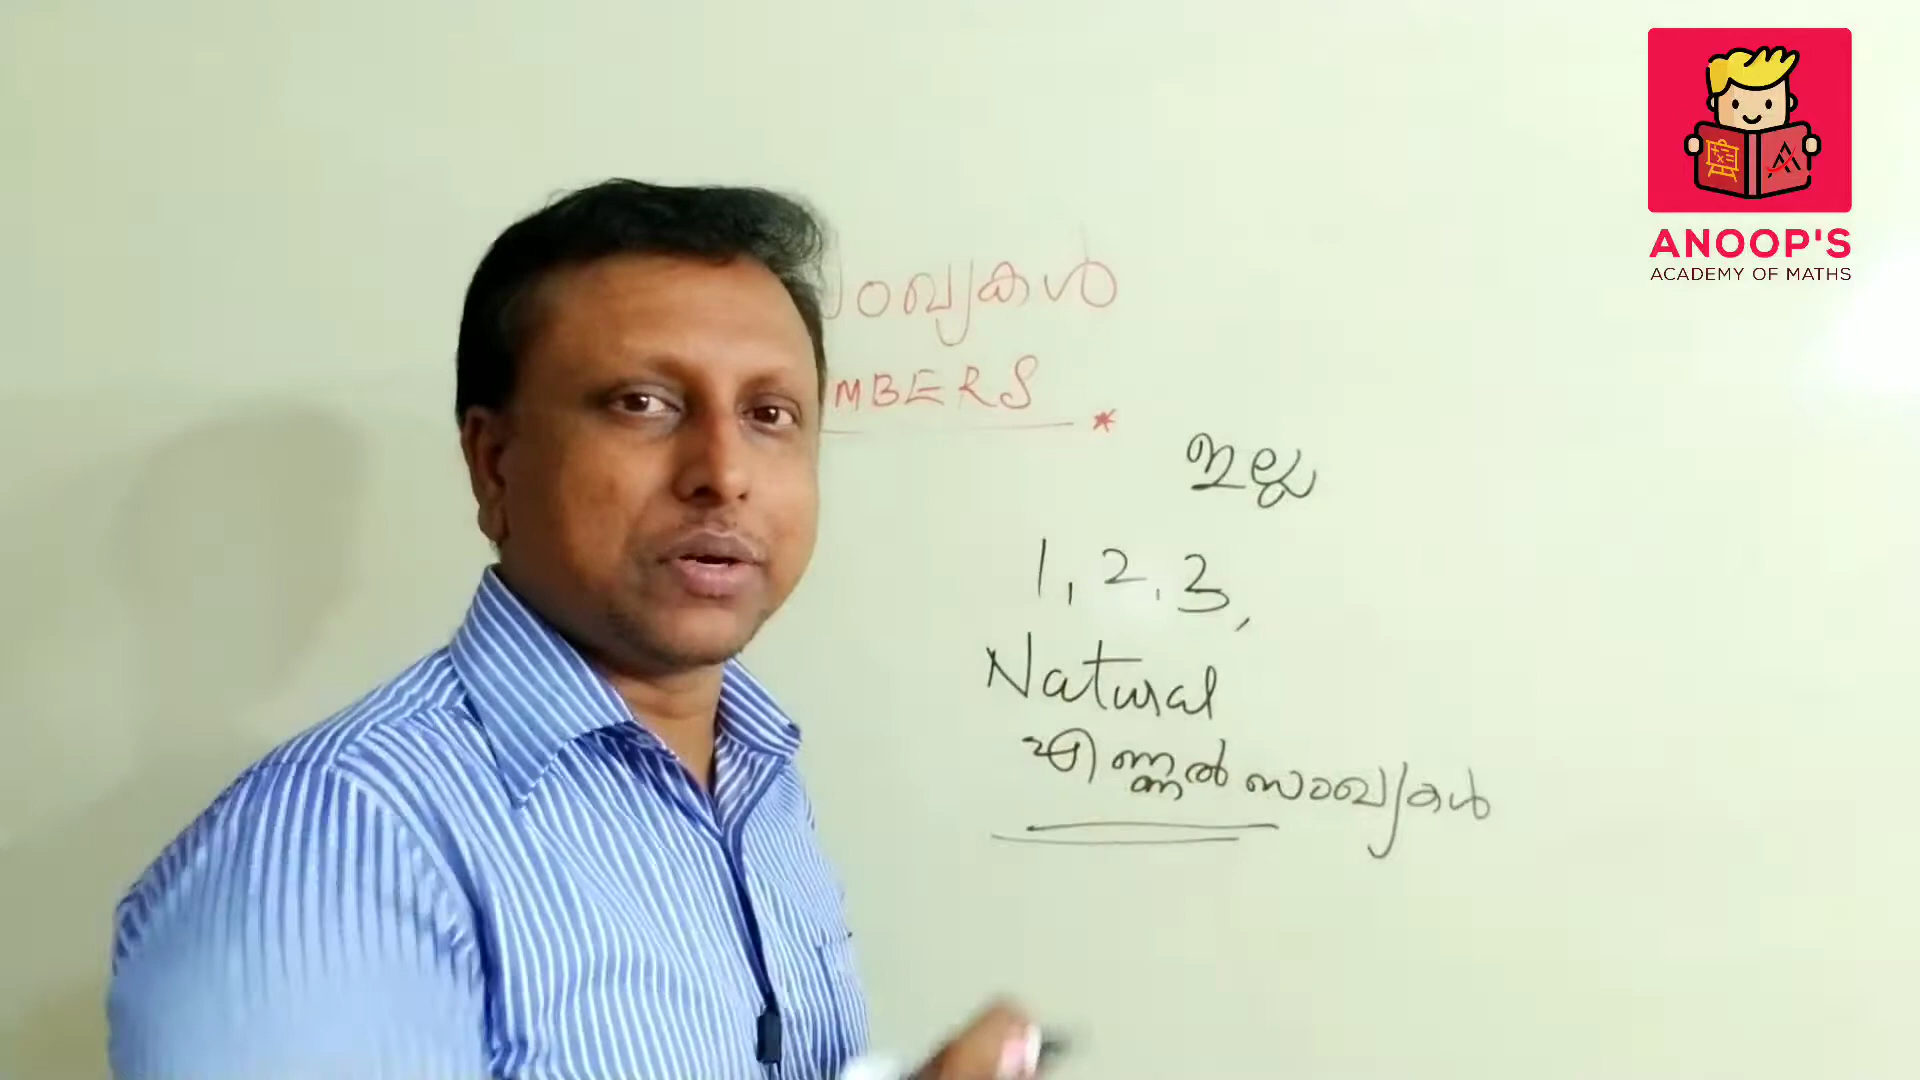 ANOOP'S
ACADEMY OF MATHS
സംഖ്യകൾ
MBERS
ഇല്ല
1, 2, 3,
Natural
എണ്ണൽ സംഖ്യകൾ